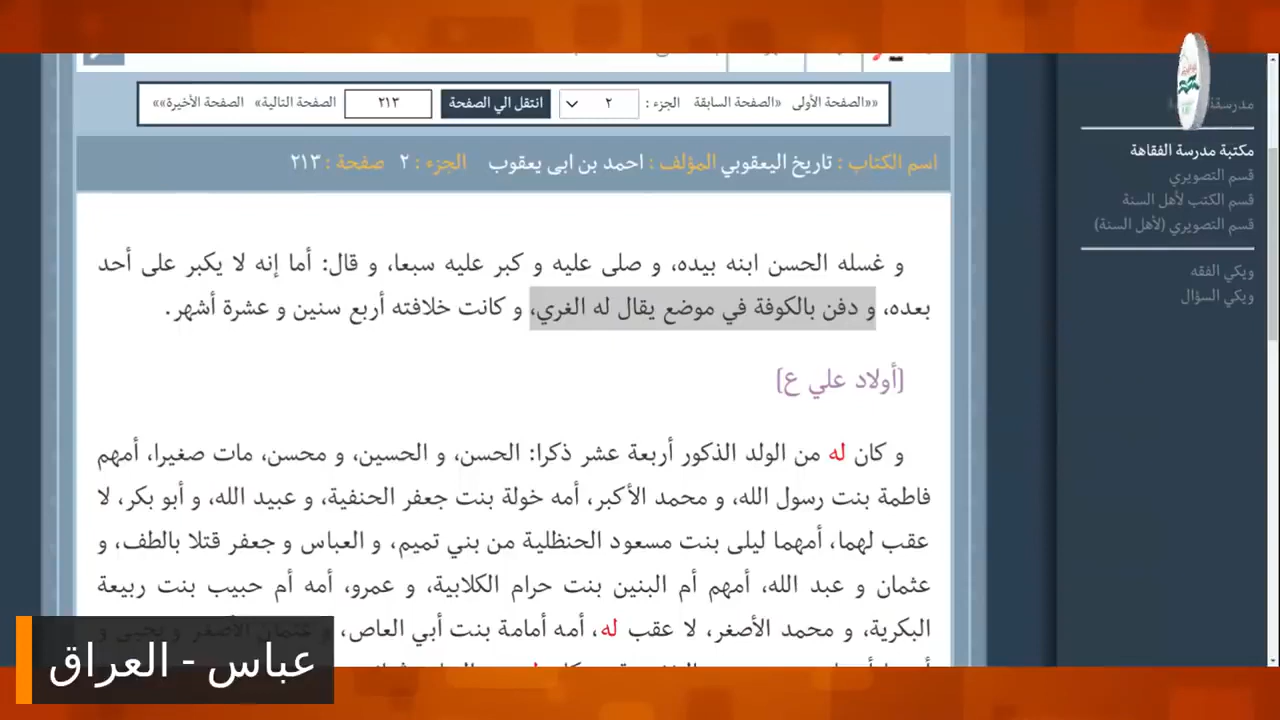 ««الصفحة الأولى «الصفحة السابقة الجزء : ٢ انتقل الي الصفحة ٢١٣ الصفحة التالية» الصفحة الأخيرة»»
اسم الكتاب : تاريخ اليعقوبي المؤلف : احمد بن ابى يعقوب الجزء : ٢ صفحة : ٢١٣
و غسله الحسن ابنه بيده، و صلى عليه و كبر عليه سبعا، و قال: أما إنه لا يكبر على أحد
بعده، و دفن بالكوفة في موضع يقال له الغري، و كانت خلافته أربع سنين و عشرة أشهر.
[أولاد علي ع]
و كان له من الولد الذكور أربعة عشر ذكرا: الحسن، و الحسين، و محسن، مات صغيرا، أمهم
فاطمة بنت رسول الله، و محمد الأكبر، أمه خولة بنت جعفر الحنفية، و عبيد الله، و أبو بكر، لا
عقب لهما، أمهما ليلى بنت مسعود الحنظلية من بني تميم، و العباس و جعفر قتلا بالطف، و
عثمان و عبد الله، أمهم أم البنين بنت حرام الكلابية، و عمرو، أمه أم حبيب بنت ربيعة
البكرية، و محمد الأصغر، لا عقب له، أمه أمامة بنت أبي العاص، و عثمان الأصغر و يحيى و
مدرسة
مكتبة مدرسة الفقاهة
قسم التصويري
قسم الكتب لأهل السنة
قسم التصويري (لأهل السنة)
ويكي الفقه
ويكي السؤال
عباس - العراق